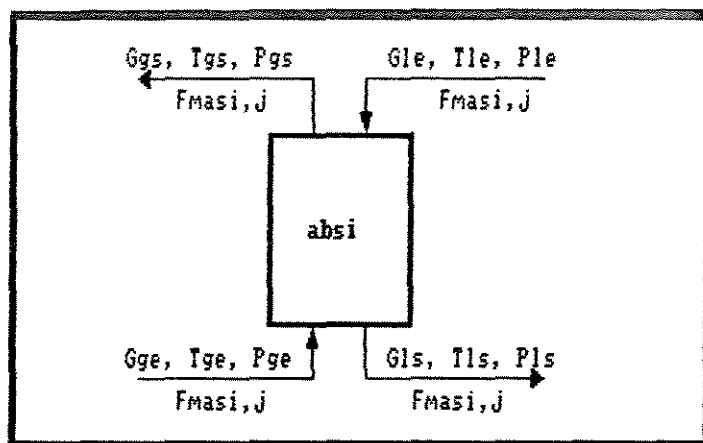 Ggs, Tgs, Pgs
Fmasi,j
Gle, Tle, Ple
Fmasi,j
absi
Gge, Tge, Pge
Fmasi,j
Gls, Tls, Pls
Fmasi,j